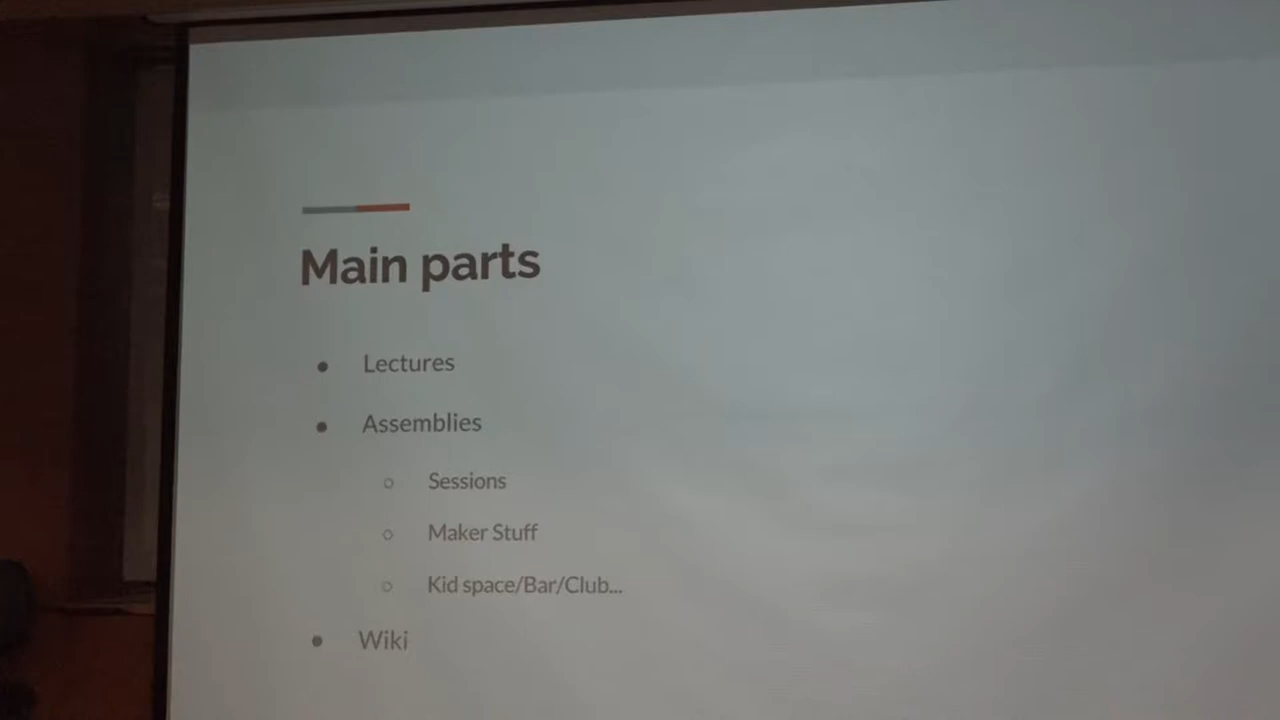 Main parts
● Lectures
● Assemblies
○ Sessions
○ Maker Stuff
○ Kid space/Bar/Club...
● Wiki